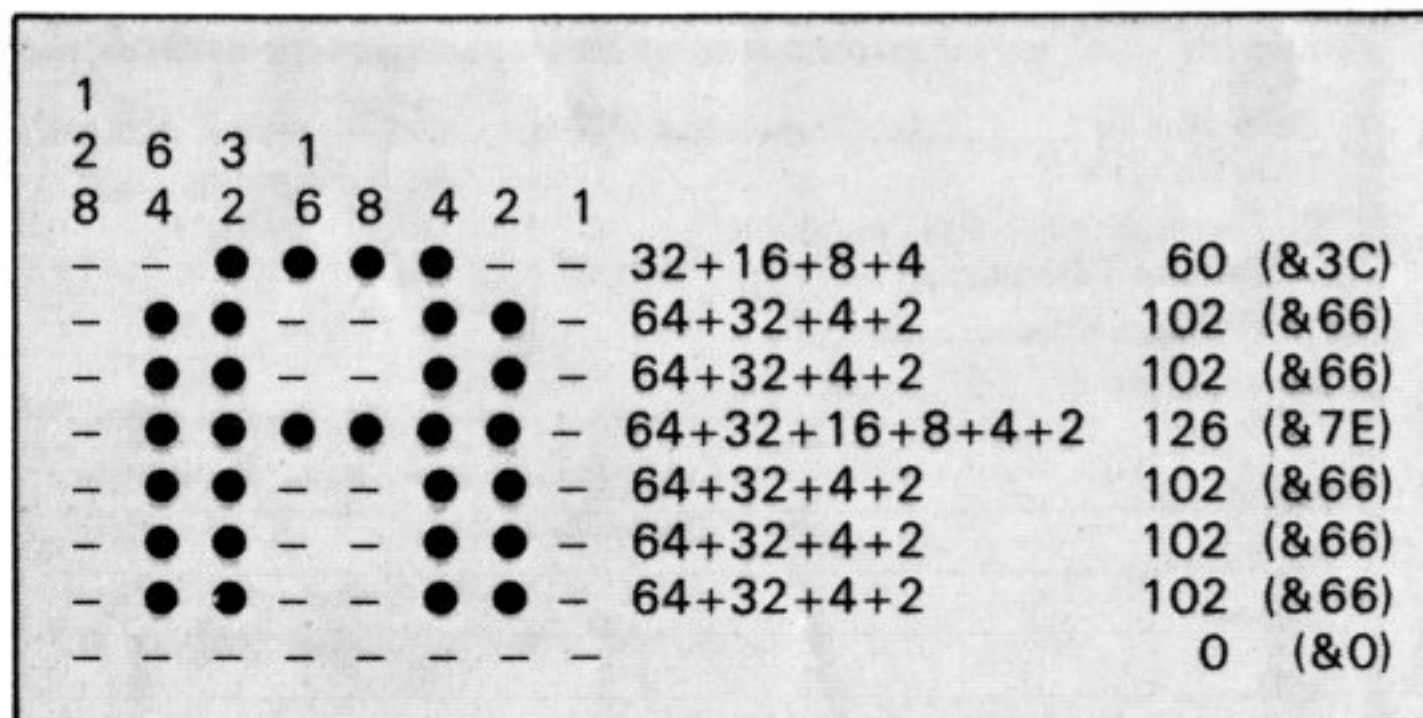 1
2 6 3 1
8 4 2 6 8 4 2 1
– – ● ● ● ● – – 32+16+8+4 60 (&3C)
– ● ● – – ● ● – 64+32+4+2 102 (&66)
– ● ● – – ● ● – 64+32+4+2 102 (&66)
– ● ● ● ● ● ● – 64+32+16+8+4+2 126 (&7E)
– ● ● – – ● ● – 64+32+4+2 102 (&66)
– ● ● – – ● ● – 64+32+4+2 102 (&66)
– ● ● – – ● ● – 64+32+4+2 102 (&66)
– – – – – – – – 0 (&0)